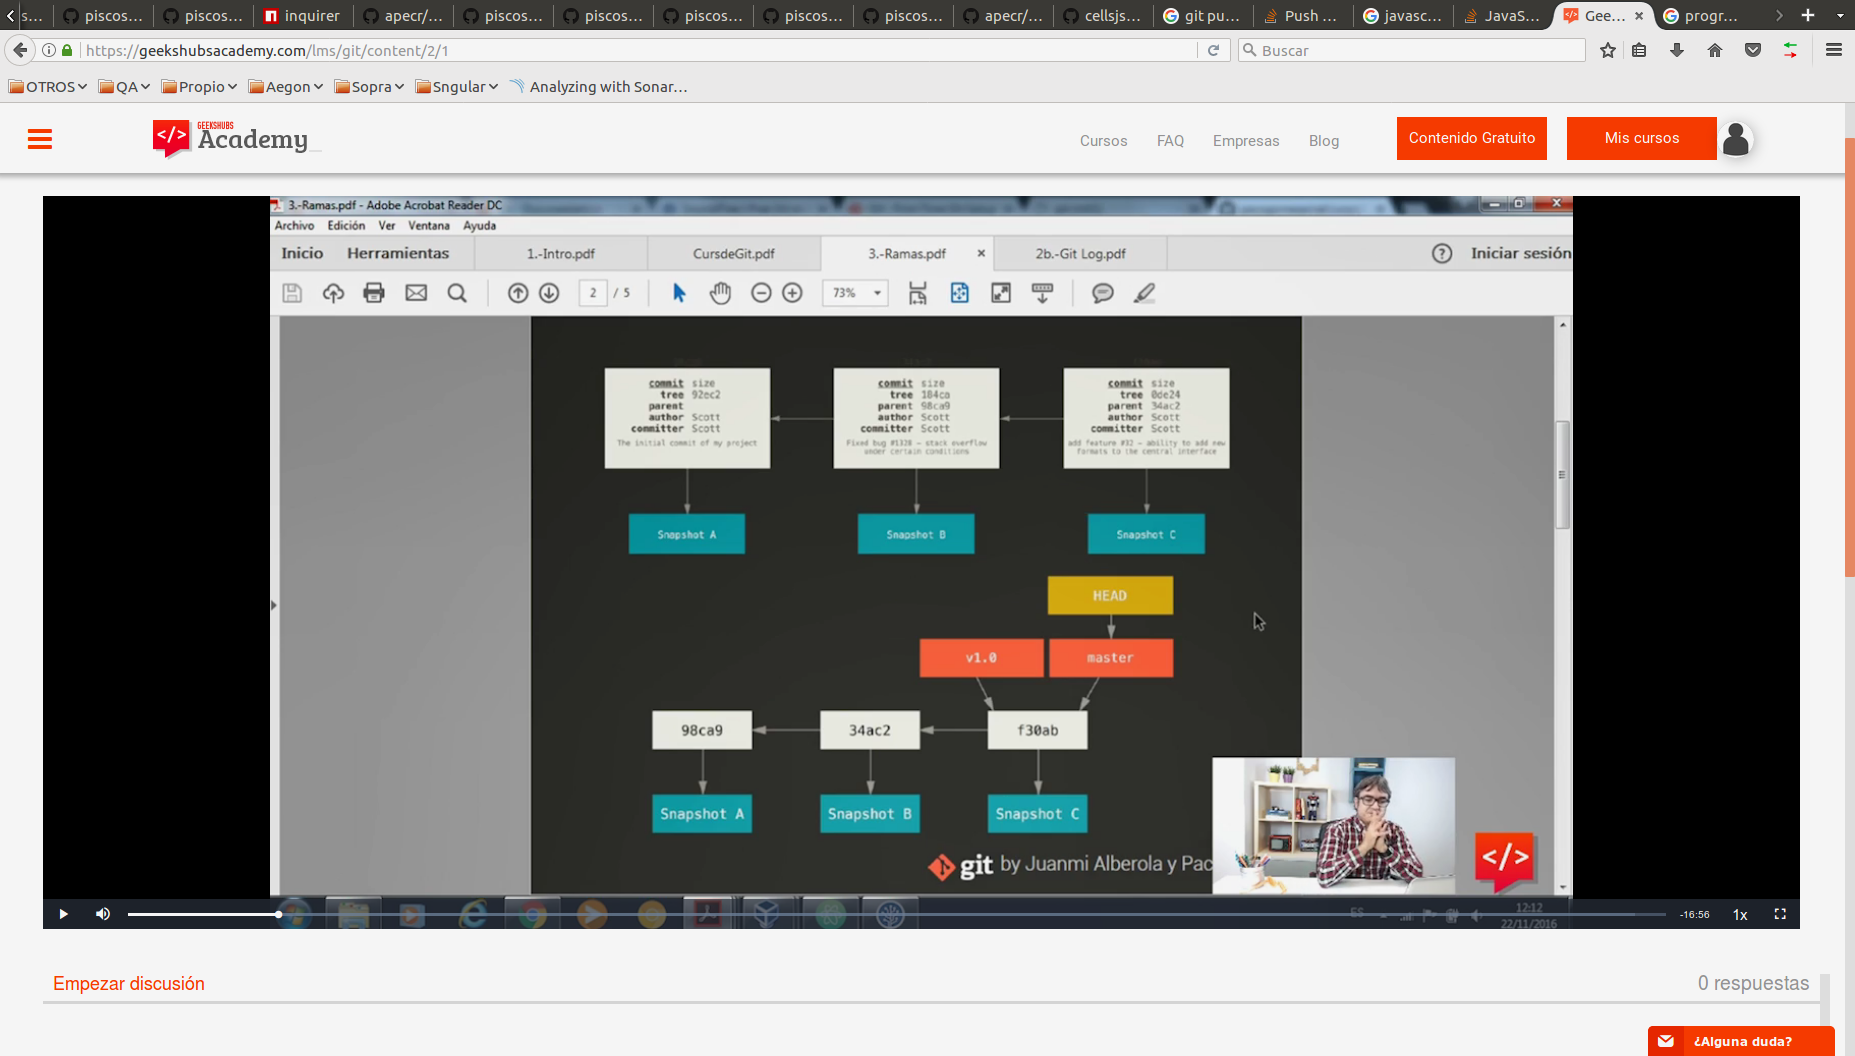 s...
piscos...
piscos...
inquirer
apecr/...
piscos...
piscos...
piscos...
piscos...
piscos...
apecr/...
cellsjs...
git pu...
Push ...
javasc...
JavaS...
Gee...
progr...
https://geekshubsacademy.com/lms/git/content/2/1
Buscar
OTROS
QA
Propio
Aegon
Sopra
Sngular
Analyzing with Sonar...
</>
GEEKSHUBS
Academy_
Cursos
FAQ
Empresas
Blog
Contenido Gratuito
Mis cursos
3.-Ramas.pdf - Adobe Acrobat Reader DC
Archivo Edición Ver Ventana Ayuda
Inicio
Herramientas
1.-Intro.pdf
CursdeGit.pdf
3.-Ramas.pdf
2b.-Git Log.pdf
Iniciar sesión
2 / 5
73%
commit size
tree 92ec2
parent
author Scott
committer Scott
The initial commit of my project
commit size
tree 184ca
parent 98ca9
author Scott
committer Scott
Fixed bug #1328 – stack overflow
under certain conditions
commit size
tree 0de24
parent 34ac2
author Scott
committer Scott
add feature #32 – ability to add new
formats to the central interface
Snapshot A
Snapshot B
Snapshot C
HEAD
v1.0
master
98ca9
34ac2
f30ab
Snapshot A
Snapshot B
Snapshot C
git by Juanmi Alberola y Pac
</>
ES
12:12
22/11/2016
-16:56
1x
Empezar discusión
0 respuestas
¿Alguna duda?